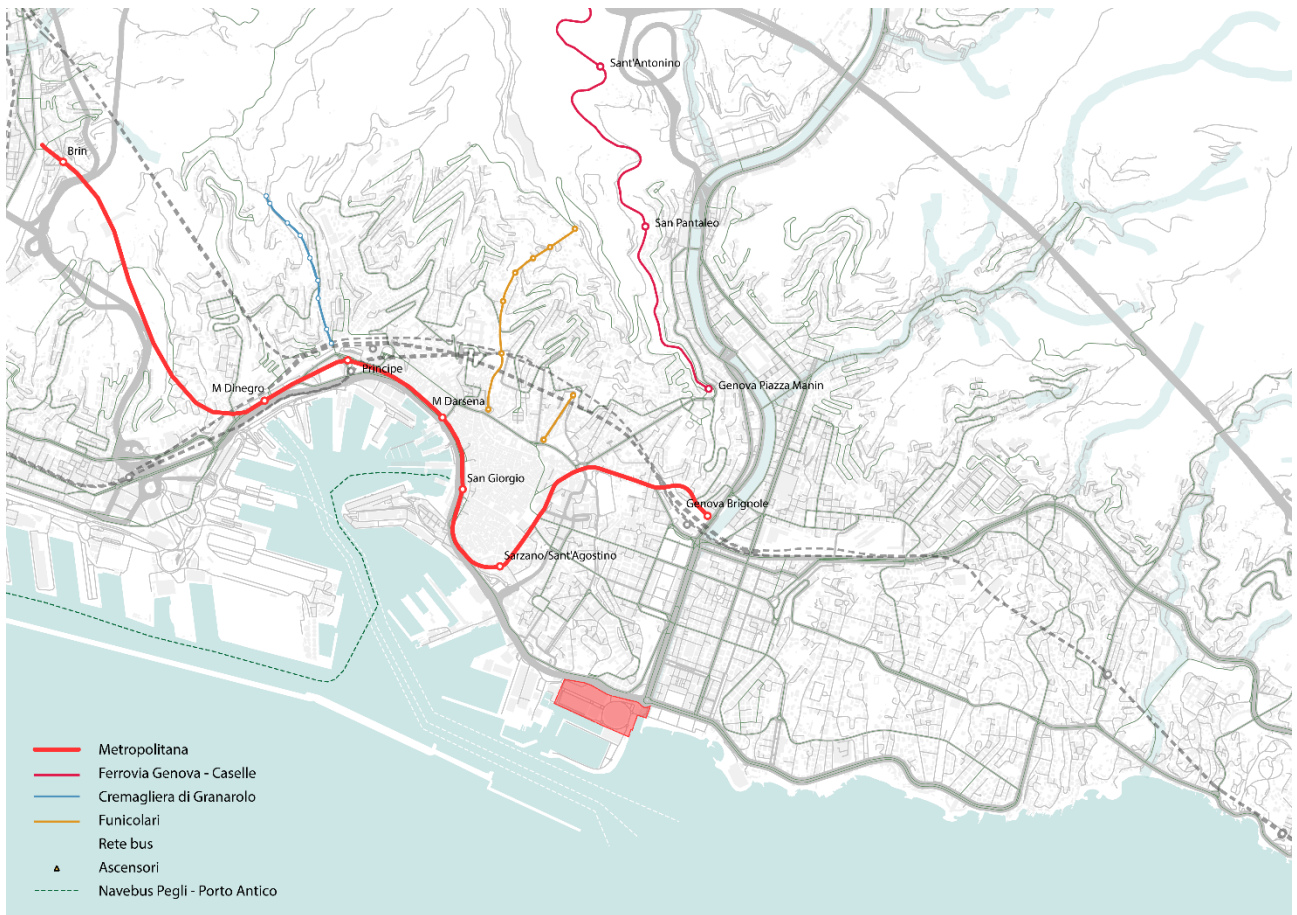 Sant'Antonino
Brin
San Pantaleo
Principe
M Dinegro
Genova Piazza Manin
M Darsena
San Giorgio
Genova Brignole
Sarzano/Sant'Agostino
Metropolitana
Ferrovia Genova - Caselle
Cremagliera di Granarolo
Funicolari
Rete bus
Ascensori
Navebus Pegli - Porto Antico